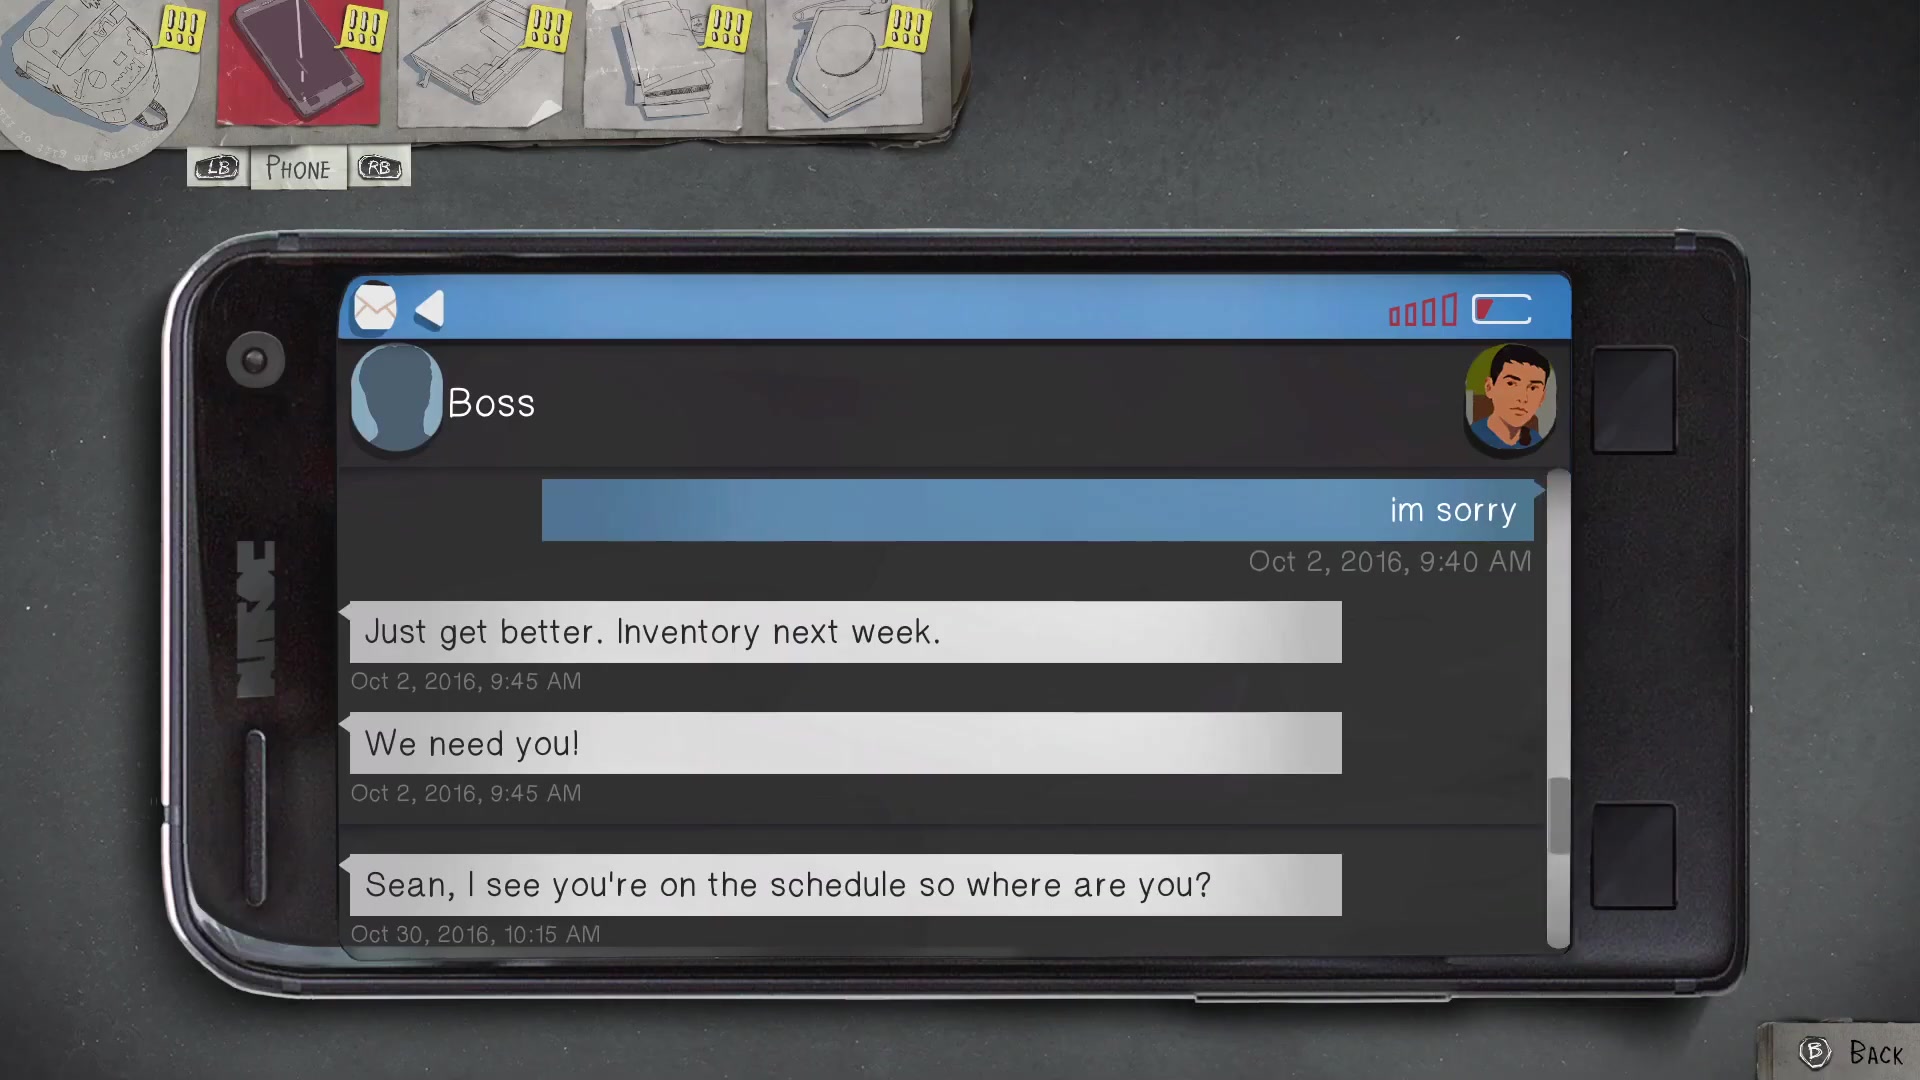 LB PHONE RB
Boss
im sorry
Oct 2, 2016, 9:40 AM
Just get better. Inventory next week.
Oct 2, 2016, 9:45 AM
We need you!
Oct 2, 2016, 9:45 AM
Sean, I see you're on the schedule so where are you?
Oct 30, 2016, 10:15 AM
B BACK